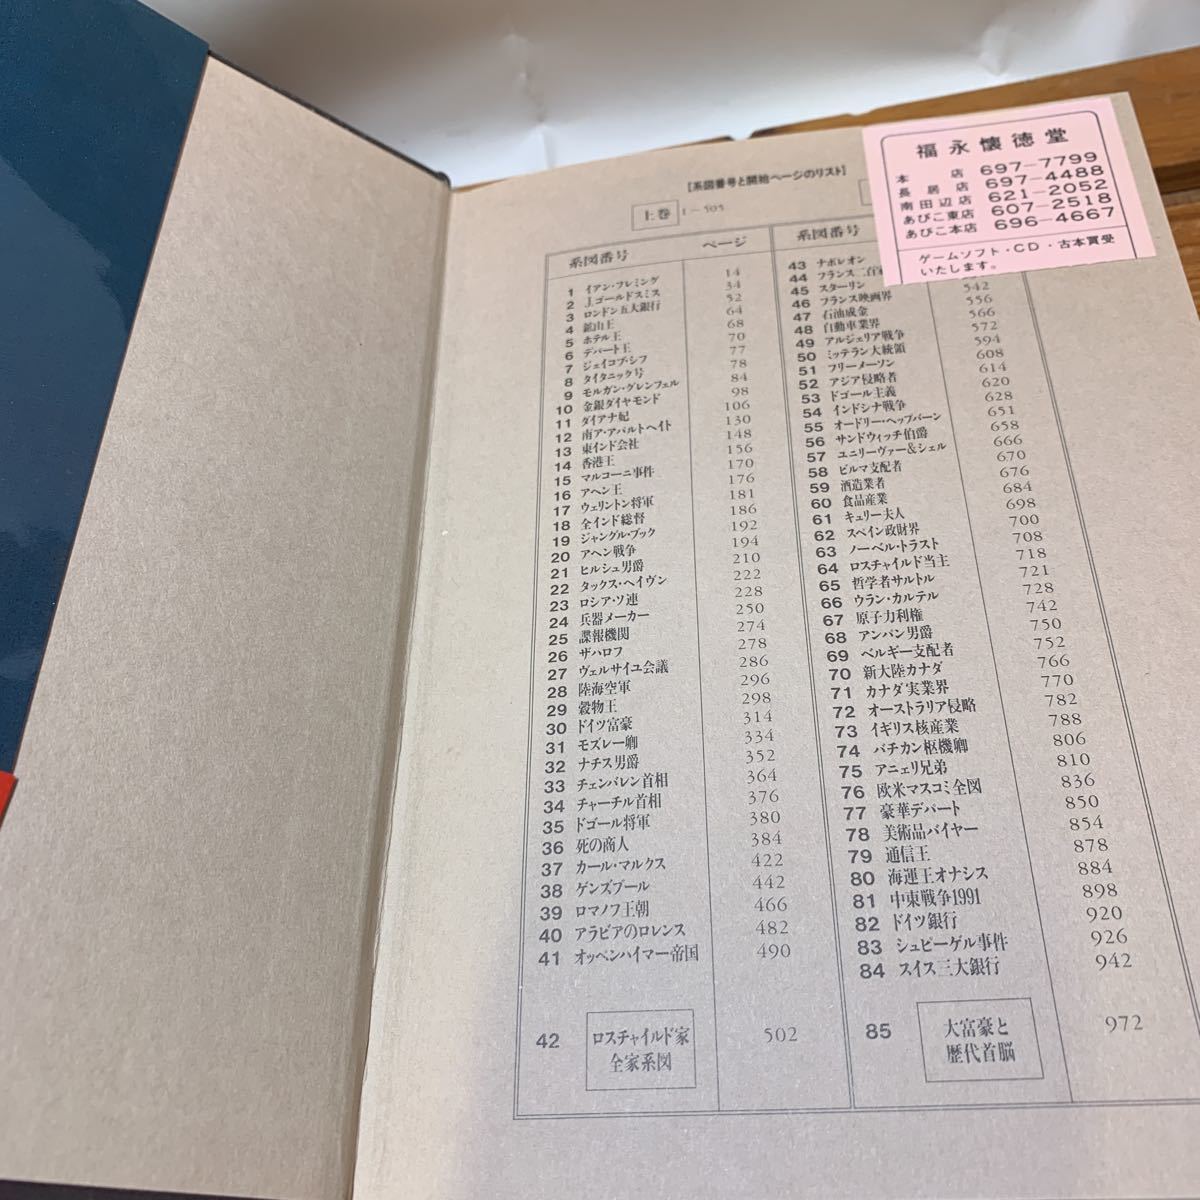 [系図番号と開始ページのリスト]
上巻 1－505
系図番号 ページ
1 イアン・フレミング 14
2 J.ゴールドスミス 34
3 ロンドン五大銀行 52
4 鉱山王 64
5 ホテル王 68
6 デパート王 70
7 ジェイコブ・シフ 77
8 タイタニック号 78
9 モルガン・グレンフェル 84
10 金銀ダイヤモンド 98
11 ダイアナ妃 106
12 南ア・アパルトヘイト 130
13 東インド会社 148
14 香港王 156
15 マルコーニ事件 170
16 アヘン王 176
17 ウェリントン将軍 181
18 全インド総督 186
19 ジャングル・ブック 192
20 アヘン戦争 194
21 ヒルシュ男爵 210
22 タックス・ヘイヴン 222
23 ロシア・ソ連 228
24 兵器メーカー 250
25 諜報機関 274
26 ザハロフ 278
27 ヴェルサイユ会議 286
28 陸海空軍 296
29 穀物王 298
30 ドイツ富豪 314
31 モズレー卿 334
32 ナチス男爵 352
33 チェンバレン首相 364
34 チャーチル首相 376
35 ドゴール将軍 380
36 死の商人 384
37 カール・マルクス 422
38 ゲンズブール 442
39 ロマノフ王朝 466
40 アラビアのロレンス 482
41 オッペンハイマー帝国 490
42 ロスチャイルド家
全家系図 502
系図番号
43 ナポレオン
44 フランス二百
45 スターリン
46 フランス映画界 542
47 石油成金 556
48 自動車業界 566
49 アルジェリア戦争 572
50 ミッテラン大統領 594
51 フリーメーソン 608
52 アジア侵略者 614
53 ドゴール主義 620
54 インドシナ戦争 628
55 オードリー・ヘップバーン 651
56 サンドウィッチ伯爵 658
57 ユニリーヴァー&シェル 666
58 ビルマ支配者 670
59 酒造業者 676
60 食品産業 684
61 キュリー夫人 698
62 スペイン政財界 700
63 ノーベル・トラスト 708
64 ロスチャイルド当主 718
65 哲学者サルトル 721
66 ウラン・カルテル 728
67 原子力利権 742
68 アンパン男爵 750
69 ベルギー支配者 752
70 新大陸カナダ 766
71 カナダ実業界 770
72 オーストラリア侵略 782
73 イギリス核産業 788
74 バチカン枢機卿 806
75 アニェリ兄弟 810
76 欧米マスコミ全図 836
77 豪華デパート 850
78 美術品バイヤー 854
79 通信王 878
80 海運王オナシス 884
81 中東戦争1991 898
82 ドイツ銀行 920
83 シュピーゲル事件 926
84 スイス三大銀行 942
85 大富豪と
歴代首脳 972
福永懐徳堂
本店 697－7799
長居店 697－4488
南田辺店 621－2052
あびこ東店 607－2518
あびこ本店 696－4667
ゲームソフト・CD・古本買受
いたします。